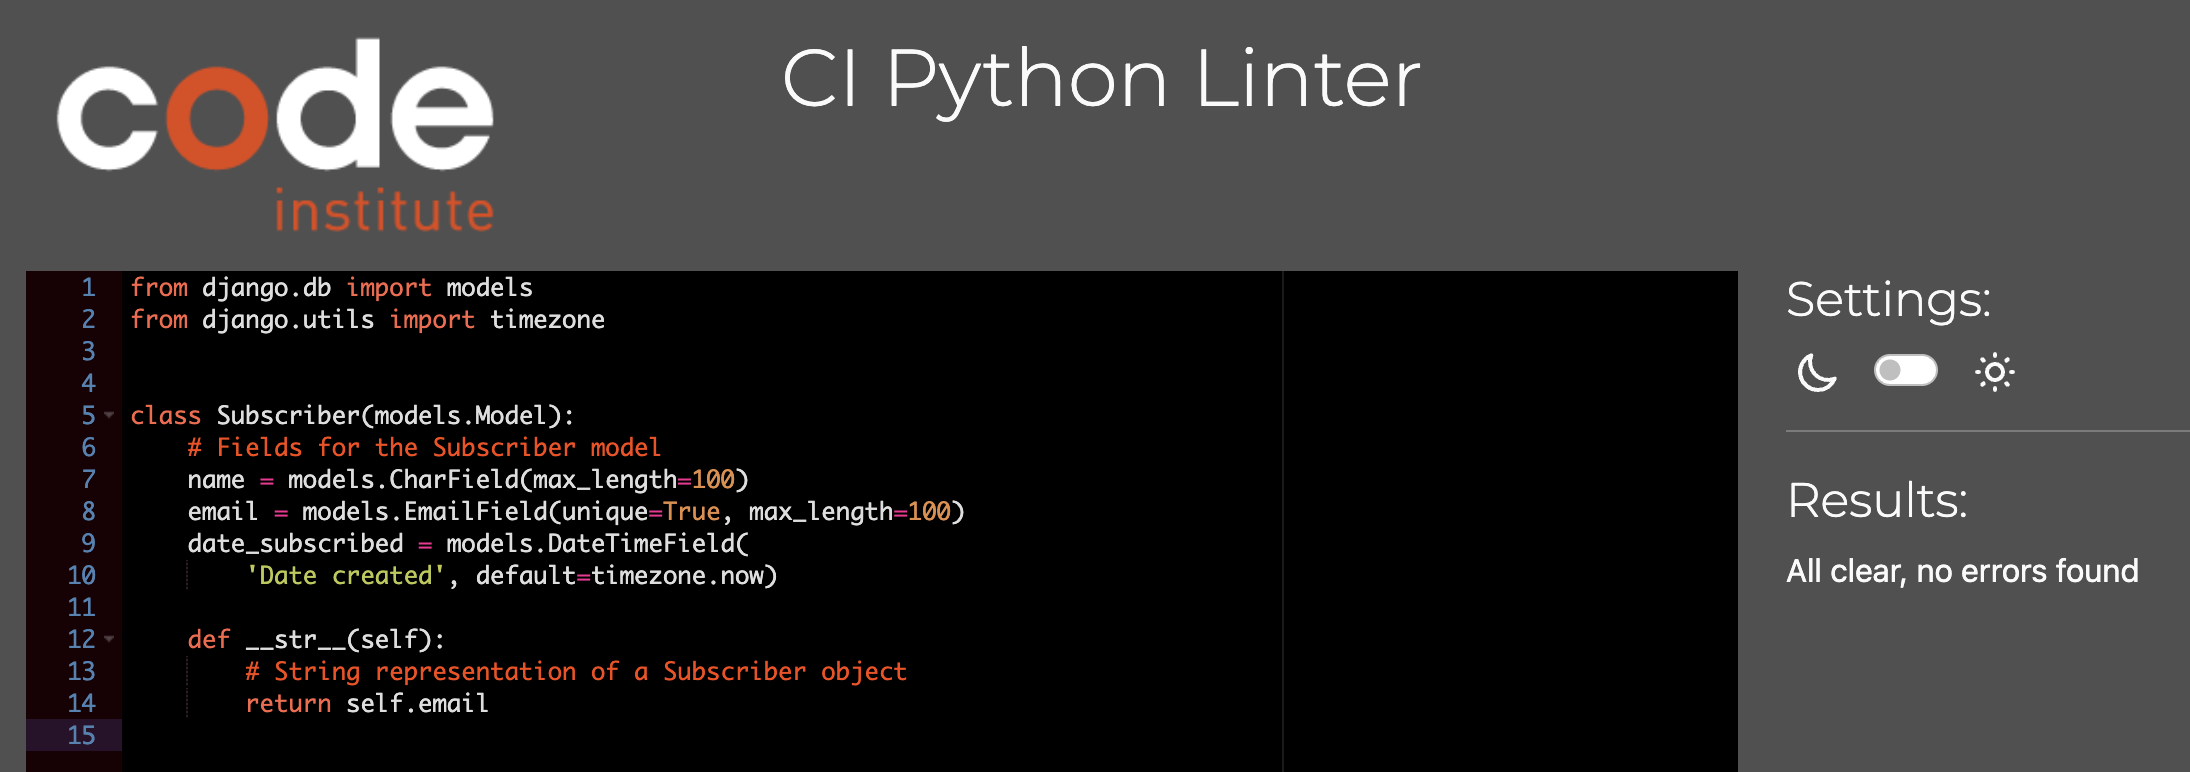 code
institute
CI Python Linter
1 from django.db import models
2 from django.utils import timezone
3
4
5 class Subscriber(models.Model):
6     # Fields for the Subscriber model
7     name = models.CharField(max_length=100)
8     email = models.EmailField(unique=True, max_length=100)
9     date_subscribed = models.DateTimeField(
10         'Date created', default=timezone.now)
11
12     def __str__(self):
13         # String representation of a Subscriber object
14         return self.email
15
Settings:
Results:
All clear, no errors found